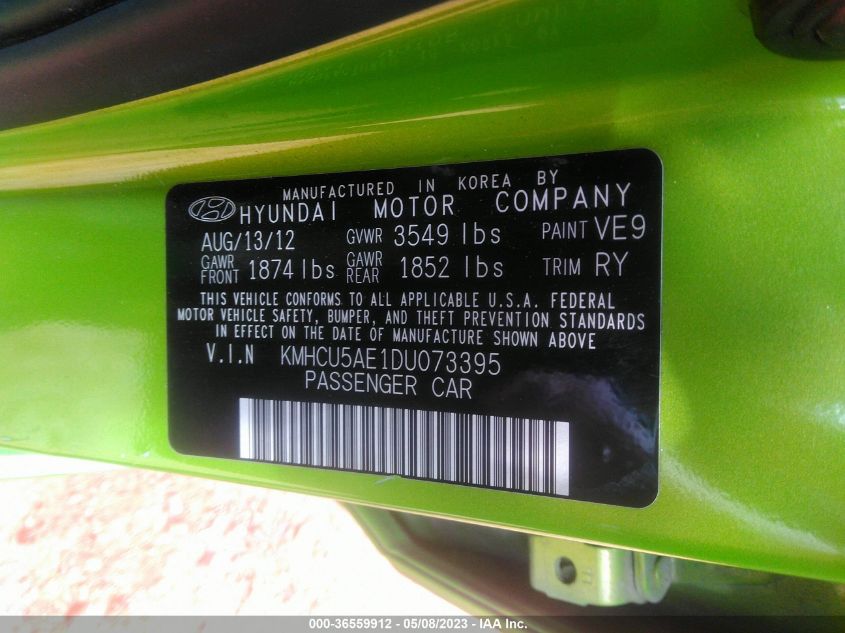 MANUFACTURED IN KOREA BY
HYUNDAI MOTOR COMPANY
AUG/13/12 GVWR 3549 lbs PAINT VE9
GAWR FRONT 1874 lbs GAWR REAR 1852 lbs TRIM RY
THIS VEHICLE CONFORMS TO ALL APPLICABLE U.S.A. FEDERAL
MOTOR VEHICLE SAFETY, BUMPER, AND THEFT PREVENTION STANDARDS
IN EFFECT ON THE DATE OF MANUFACTURE SHOWN ABOVE
V.I.N KMHCU5AE1DU073395
PASSENGER CAR
000-36559912 - 05/08/2023 - IAA Inc.